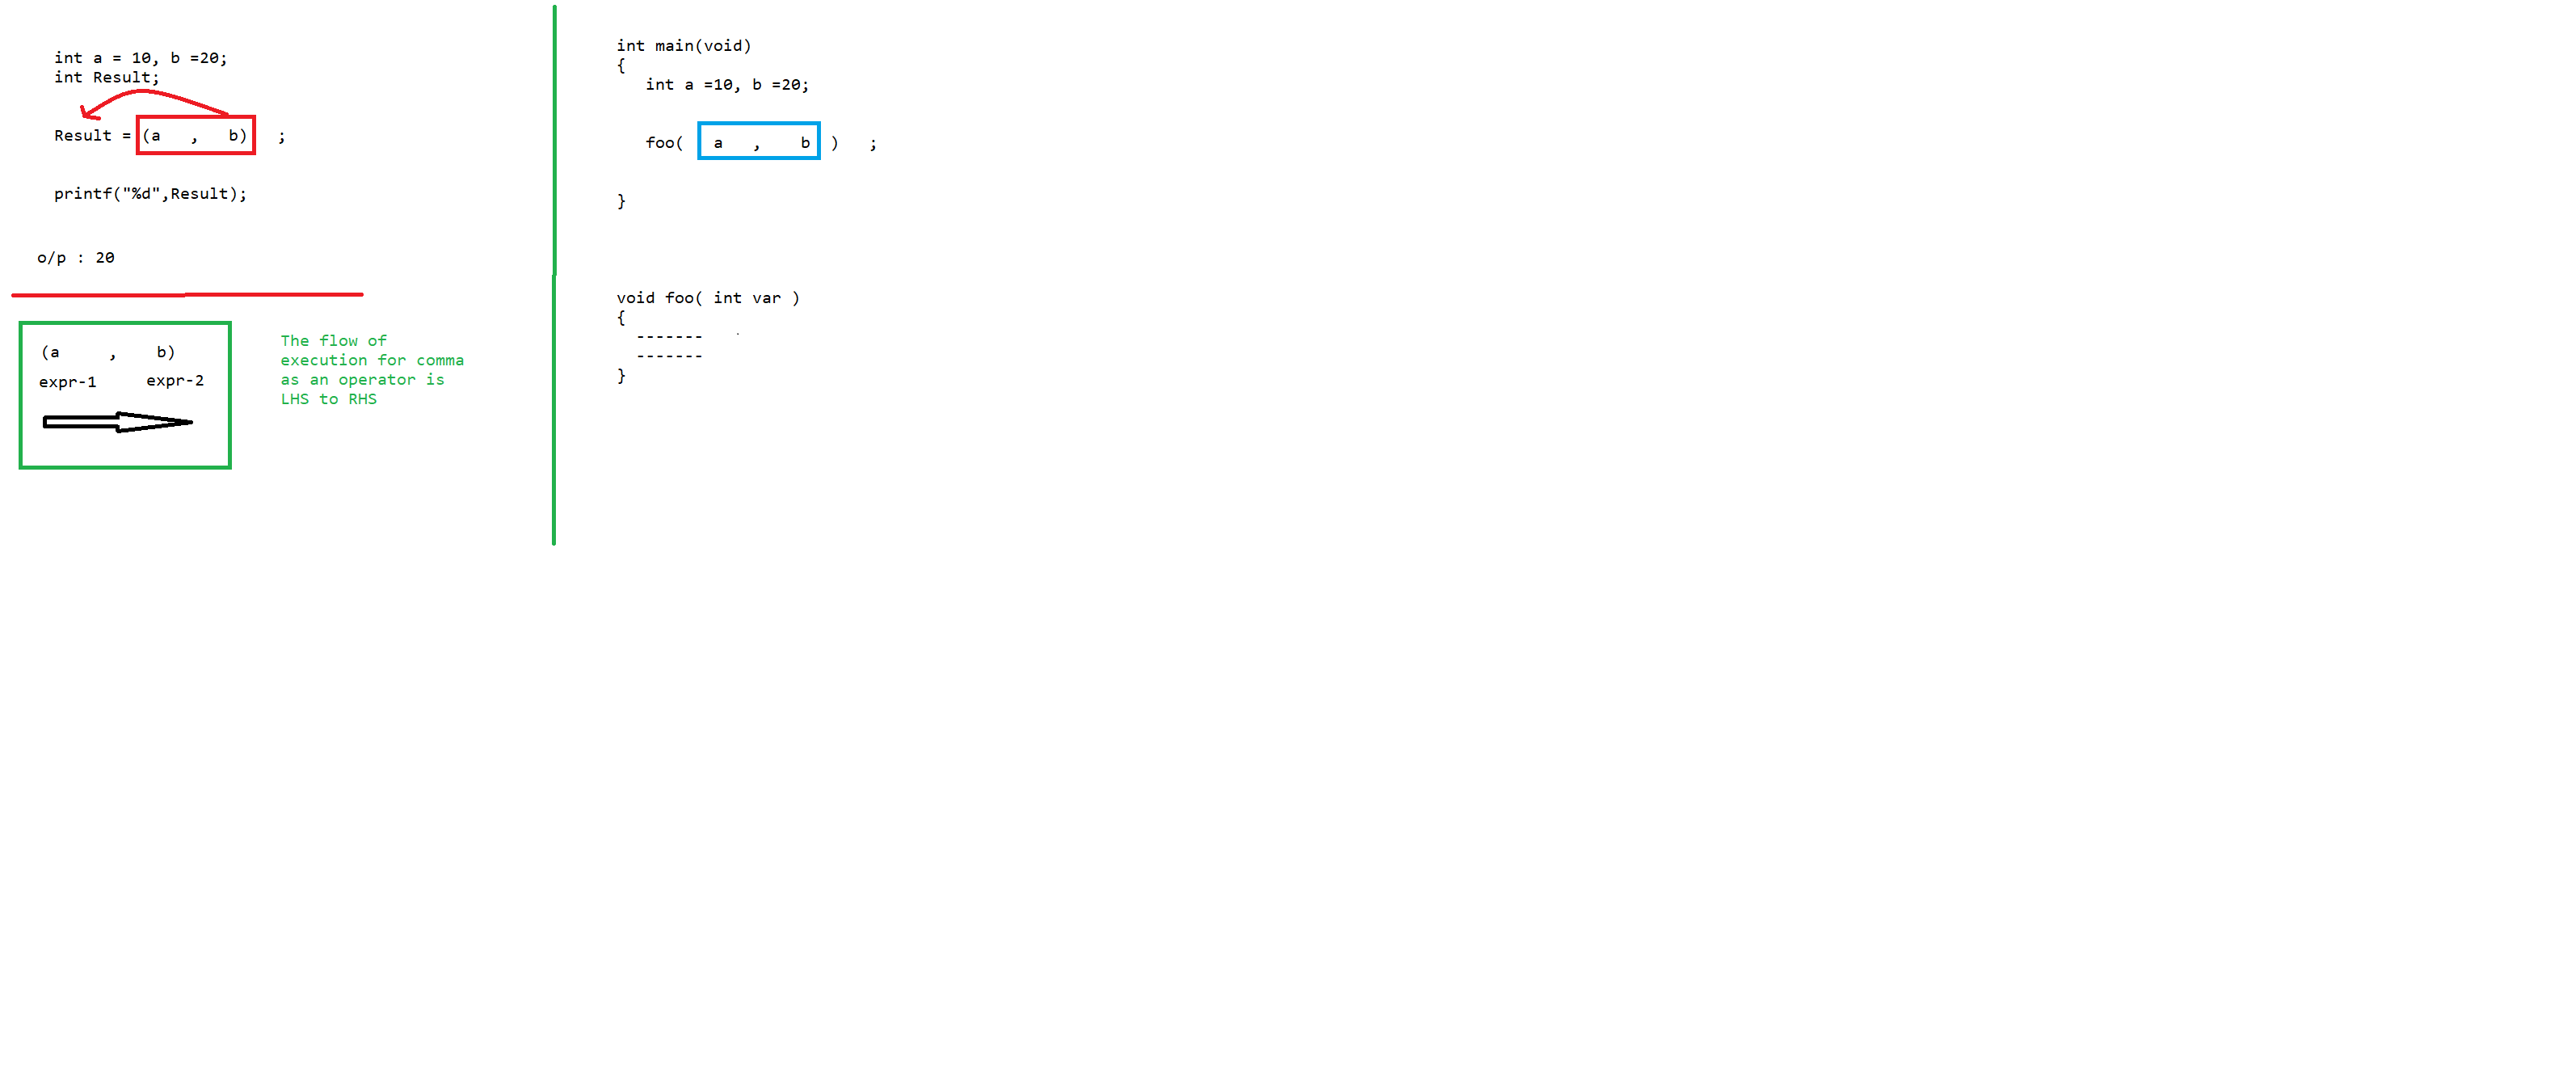 int a = 10, b =20;
int Result;
Result = (a , b) ;
printf("%d",Result);
o/p : 20
(a , b)
expr-1 expr-2
The flow of
execution for comma
as an operator is
LHS to RHS
int main(void)
{
int a =10, b =20;
foo( a , b ) ;
}
void foo( int var )
{
-------
-------
}